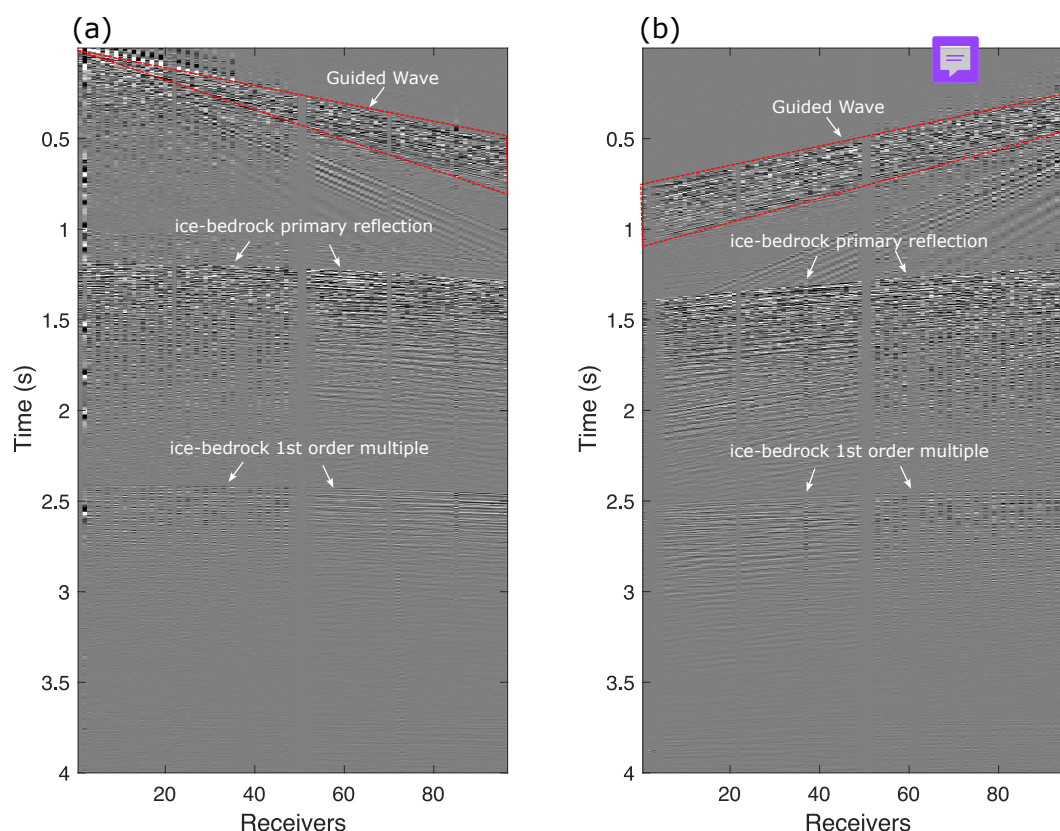 (a)
Guided Wave
ice-bedrock primary reflection
ice-bedrock 1st order multiple
0.5
1
1.5
2
2.5
3
3.5
4
Time (s)
20
40
60
80
Receivers
(b)
Guided Wave
ice-bedrock primary reflection
ice-bedrock 1st order multiple
0.5
1
1.5
2
2.5
3
3.5
4
Time (s)
20
40
60
80
Receivers